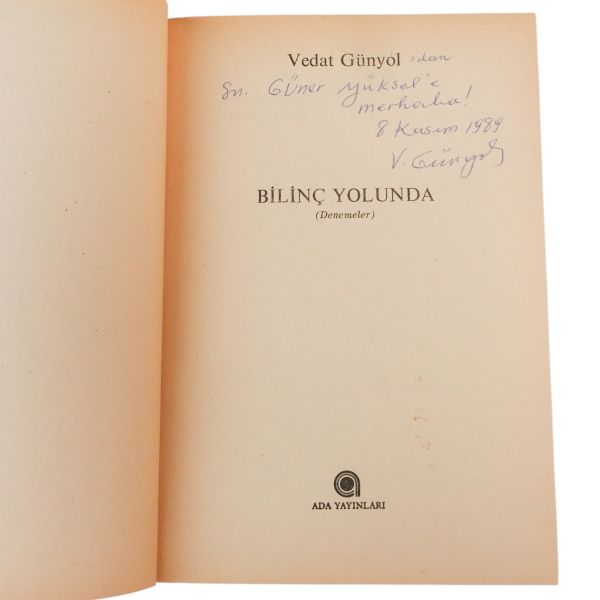 Vedat Günyol 'dan
Sn. Güner Yüksel'e
merhaba!
8 Kasım 1989
V. Günyol
BİLİNÇ YOLUNDA
(Denemeler)
ADA YAYINLARI